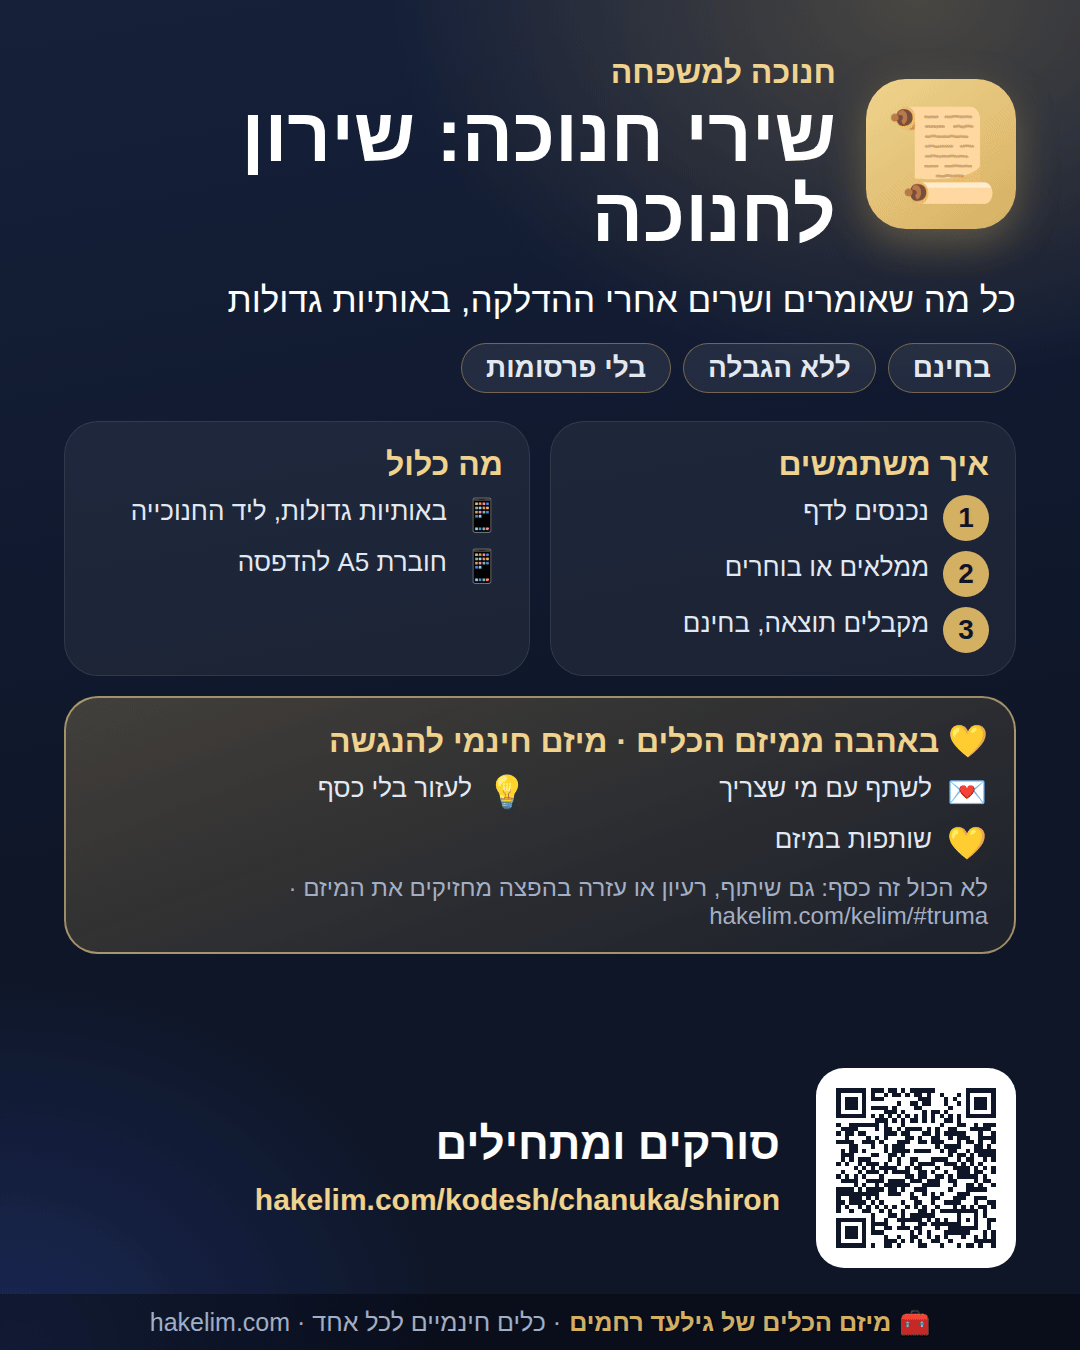 חנוכה למשפחה
שירי חנוכה: שירון
לחנוכה
כל מה שאומרים ושרים אחרי ההדלקה, באותיות גדולות
בחינם
ללא הגבלה
בלי פרסומות
איך משתמשים
1 נכנסים לדף
2 ממלאים או בוחרים
3 מקבלים תוצאה, בחינם
מה כלול
באותיות גדולות, ליד החנוכייה
חוברת A5 להדפסה
באהבה ממיזם הכלים · מיזם חינמי להנגשה
לשתף עם מי שצריך
לעזור בלי כסף
שותפות במיזם
לא הכול זה כסף: גם שיתוף, רעיון או עזרה בהפצה מחזיקים את המיזם ·
hakelim.com/kelim/#truma
סורקים ומתחילים
hakelim.com/kodesh/chanuka/shiron
מיזם הכלים של גילעד רחמים · כלים חינמיים לכל אחד · hakelim.com